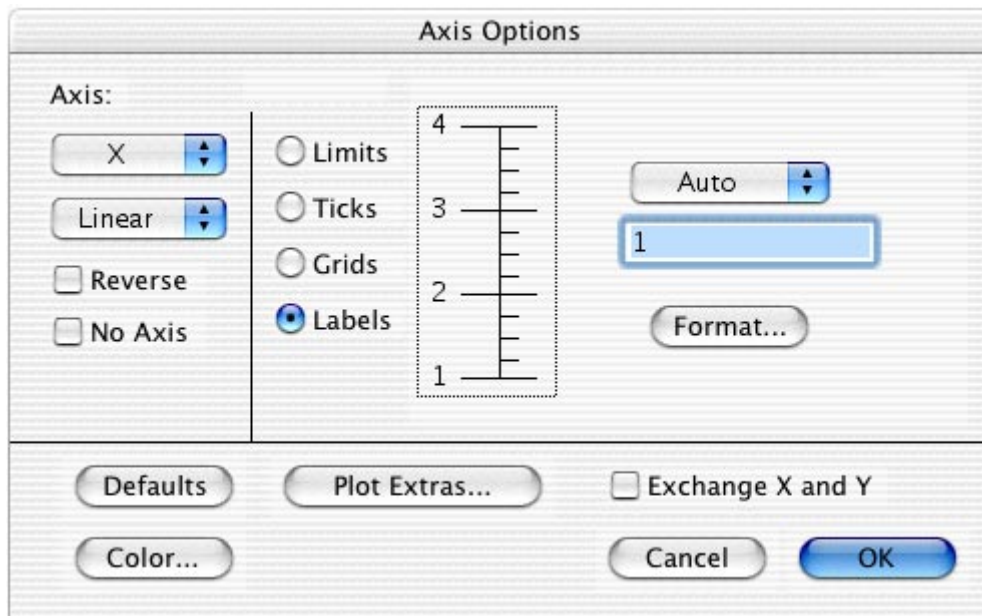 Axis Options
Axis:
X
Linear
Reverse
No Axis
Limits
Ticks
Grids
Labels
4
3
2
1
Auto
1
Format...
Defaults
Plot Extras...
Exchange X and Y
Color...
Cancel
OK